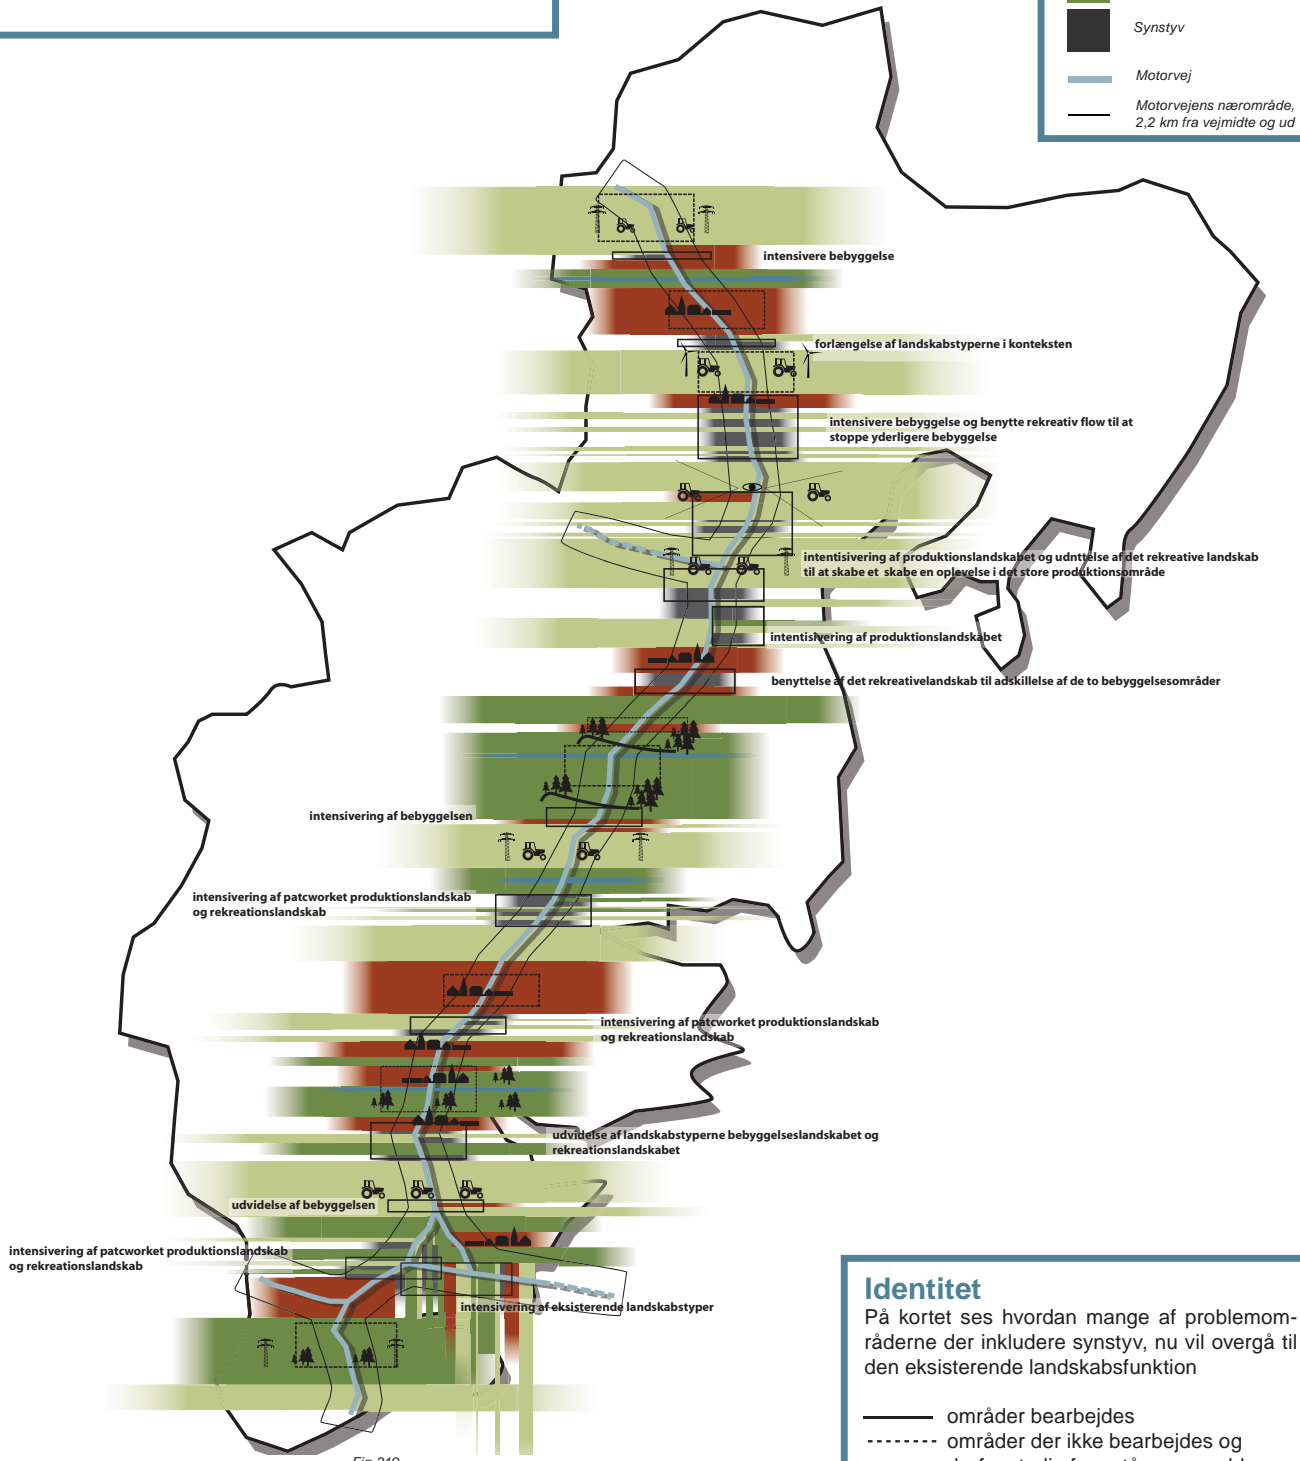 Synstyv
Motorvej
Motorvejens nærområde,
2,2 km fra vejmidte og ud
intensivere bebyggelse
forlængelse af landskabstyperne i konteksten
intensivere bebyggelse og benytte rekreativ flow til at
stoppe yderligere bebyggelse
intentisivering af produktionslandskabet og udnttelse af det rekreative landskab
til at skabe et skabe en oplevelse i det store produktionsområde
intentisivering af produktionslandskabet
benyttelse af det rekreativelandskab til adskillelse af de to bebyggelsesområder
intensivering af bebyggelsen
intensivering af patcworket produktionslandskab
og rekreationslandskab
intensivering af patcworket produktionslandskab
og rekreationslandskab
udvidelse af landskabstyperne bebyggelseslandskabet og
rekreationslandskabet
udvidelse af bebyggelsen
intensivering af patcworket produktionslandskab
og rekreationslandskab
intensivering af eksisterende landskabstyper
Identitet
På kortet ses hvordan mange af problemom-
råderne der inkludere synstyv, nu vil overgå til
den eksisterende landskabsfunktion
områder bearbejdes
områder der ikke bearbejdes og